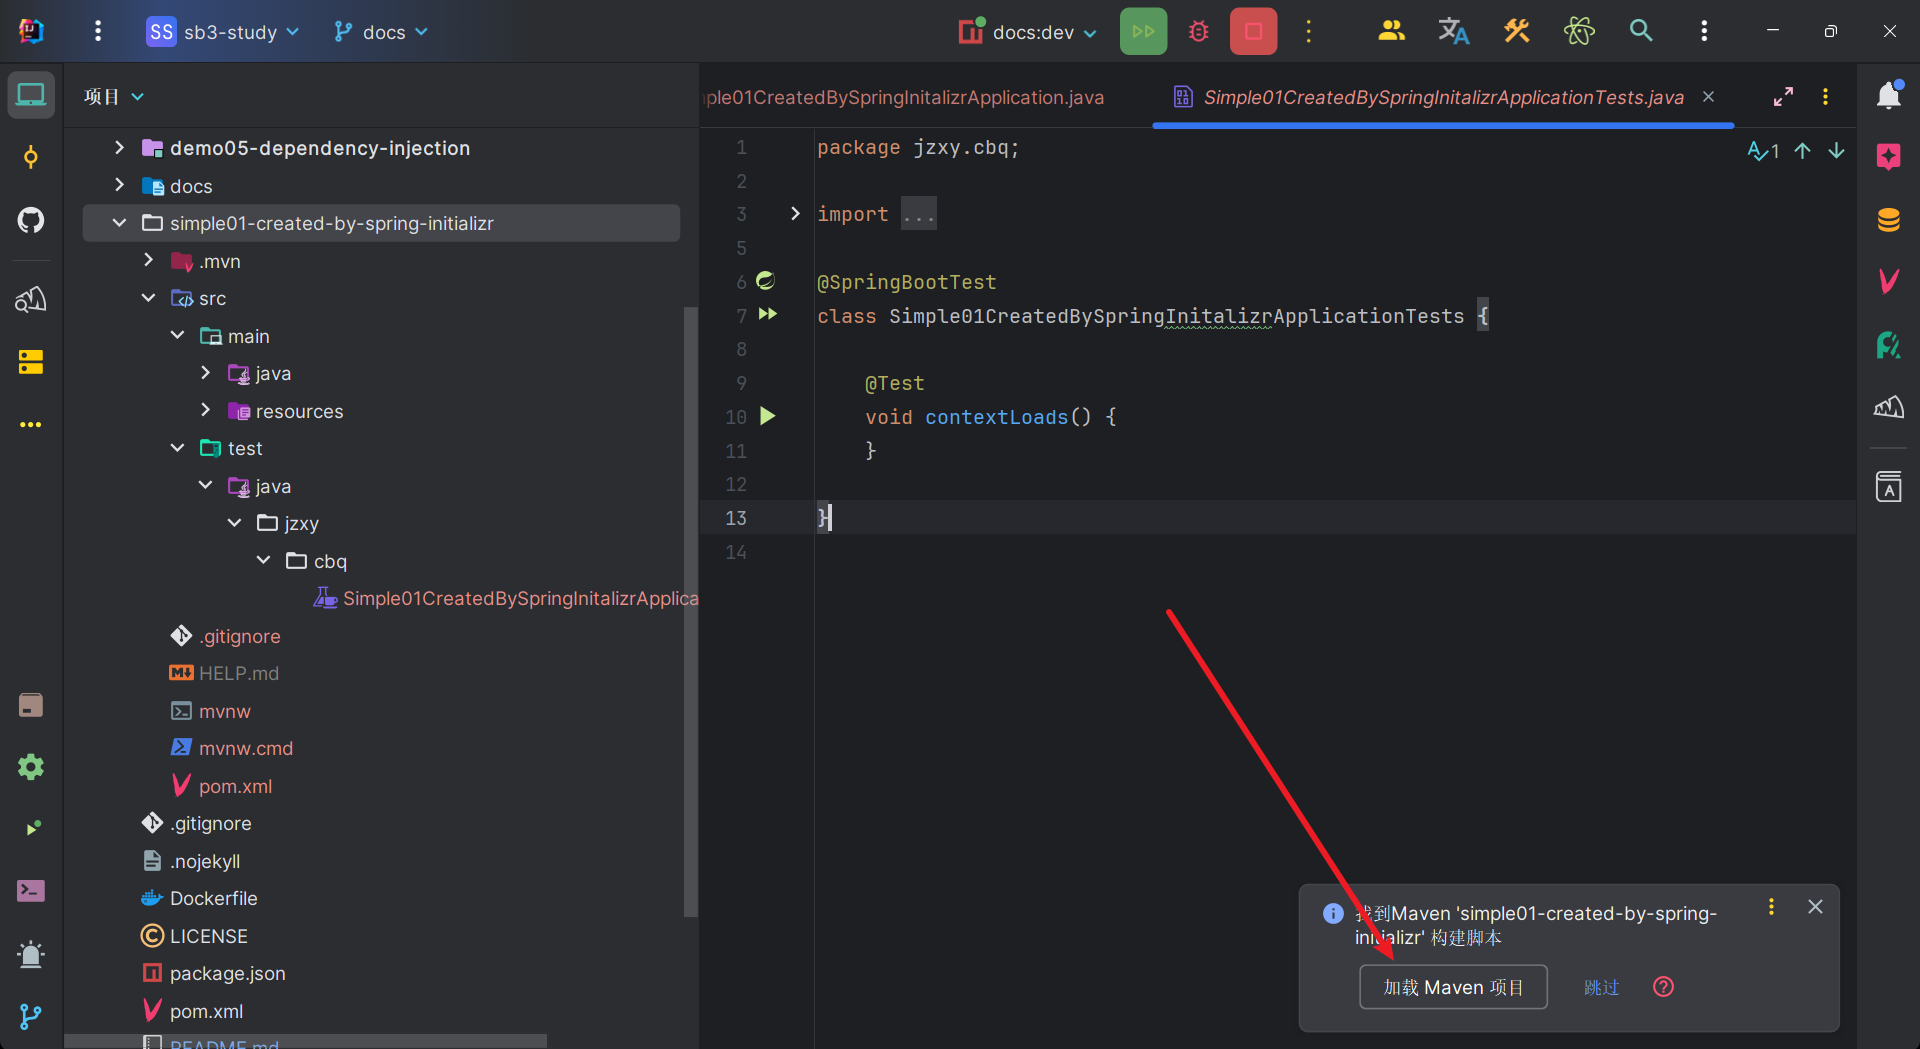 SS sb3-study docs docs:dev
项目
demo05-dependency-injection
docs
simple01-created-by-spring-initializr
.mvn
src
main
java
resources
test
java
jzxy
cbq
Simple01CreatedBySpringInitalizrApplica
.gitignore
HELP.md
mvnw
mvnw.cmd
pom.xml
.gitignore
.nojekyll
Dockerfile
LICENSE
package.json
pom.xml
README.md
ple01CreatedBySpringInitalizrApplication.java
Simple01CreatedBySpringInitalizrApplicationTests.java
1
1 package jzxy.cbq;
2
3 import ...
5
6 @SpringBootTest
7 class Simple01CreatedBySpringInitalizrApplicationTests {
8
9 @Test
10 void contextLoads() {
11 }
12
13 }
14
找到Maven 'simple01-created-by-spring-
initializr' 构建脚本
加载 Maven 项目 跳过